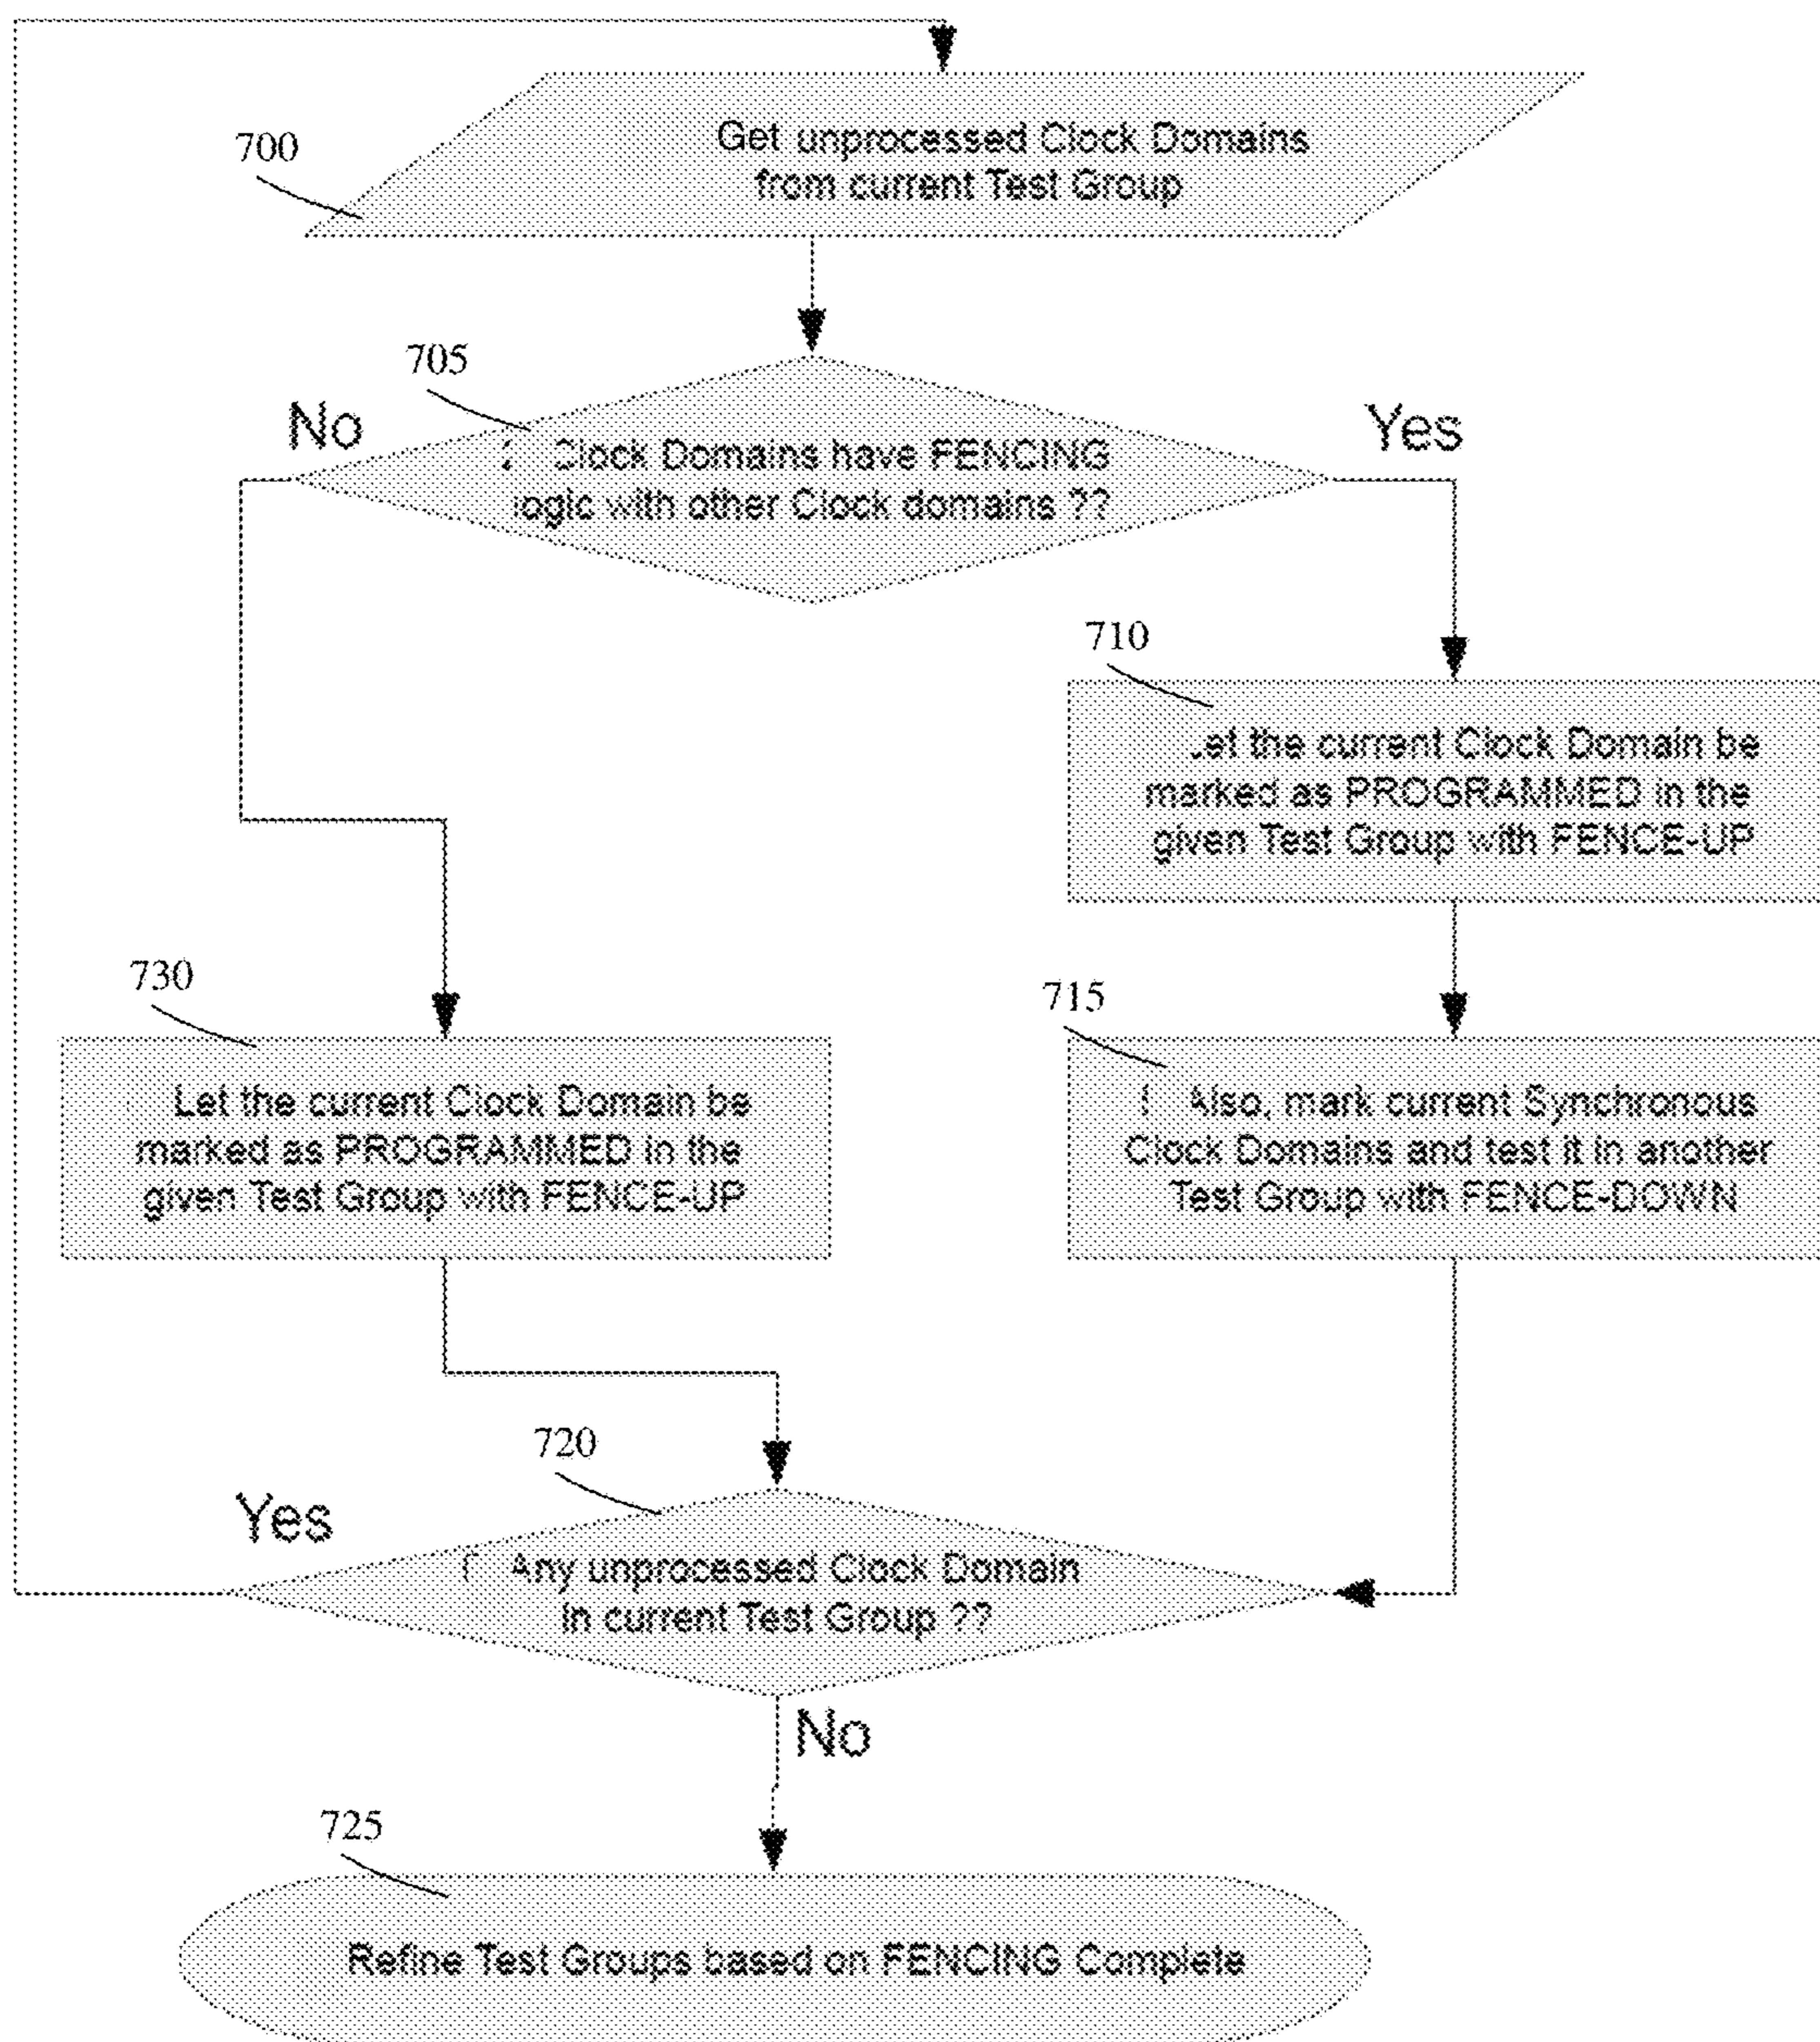 700
Get unprocessed Clock Domains
from current Test Group
705
No
Yes
Clock Domains have FENCING
logic with other Clock domains ??
710
Let the current Clock Domain be
marked as PROGRAMMED in the
given Test Group with FENCE-UP
730
Let the current Clock Domain be
marked as PROGRAMMED in the
given Test Group with FENCE-UP
715
Also, mark current Synchronous
Clock Domains and test it in another
Test Group with FENCE-DOWN
720
Yes
Any unprocessed Clock Domain
in current Test Group ??
No
725
Refine Test Groups based on FENCING Complete